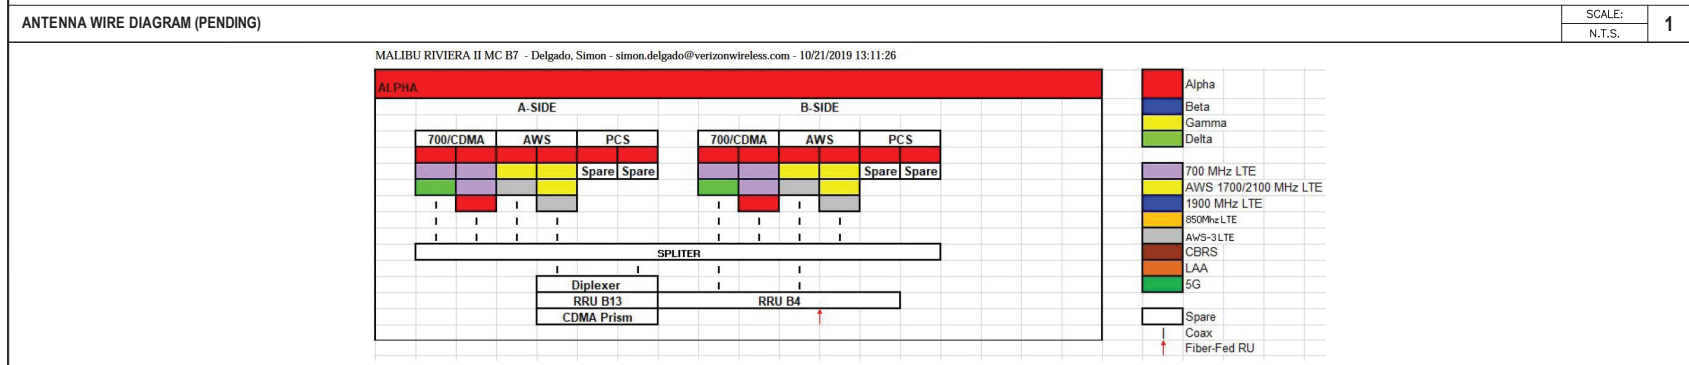 ANTENNA WIRE DIAGRAM (PENDING)
SCALE:
N.T.S.
1
MALIBU RIVIERA II MC B7 - Delgado, Simon - simon.delgado@verizonwireless.com - 10/21/2019 13:11:26
ALPHA
A-SIDE B-SIDE
700/CDMA AWS PCS 700/CDMA AWS PCS
Spare Spare Spare Spare
SPLITER
Diplexer
RRU B13 RRU B4
CDMA Prism
Alpha
Beta
Gamma
Delta
700 MHz LTE
AWS 1700/2100 MHz LTE
1900 MHz LTE
850Mhz LTE
AWS-3 LTE
CBRS
LAA
5G
Spare
Coax
Fiber-Fed RU